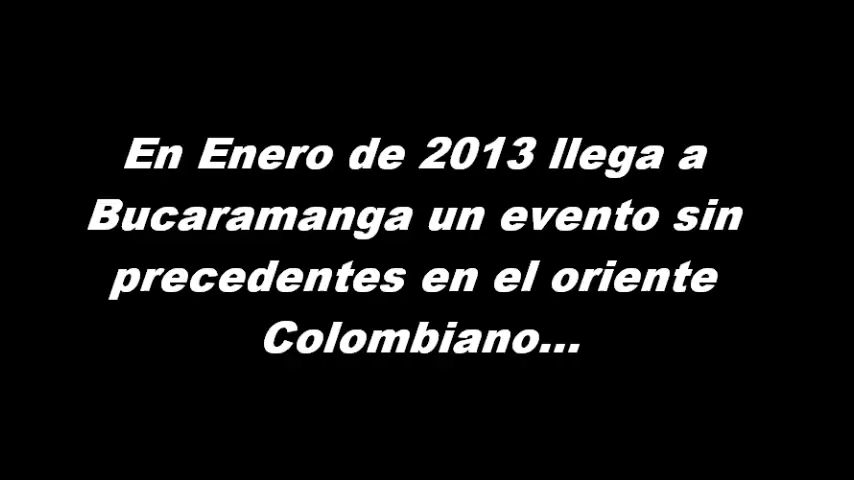 En Enero de 2013 llega a
Bucaramanga un evento sin
precedentes en el oriente
Colombiano...